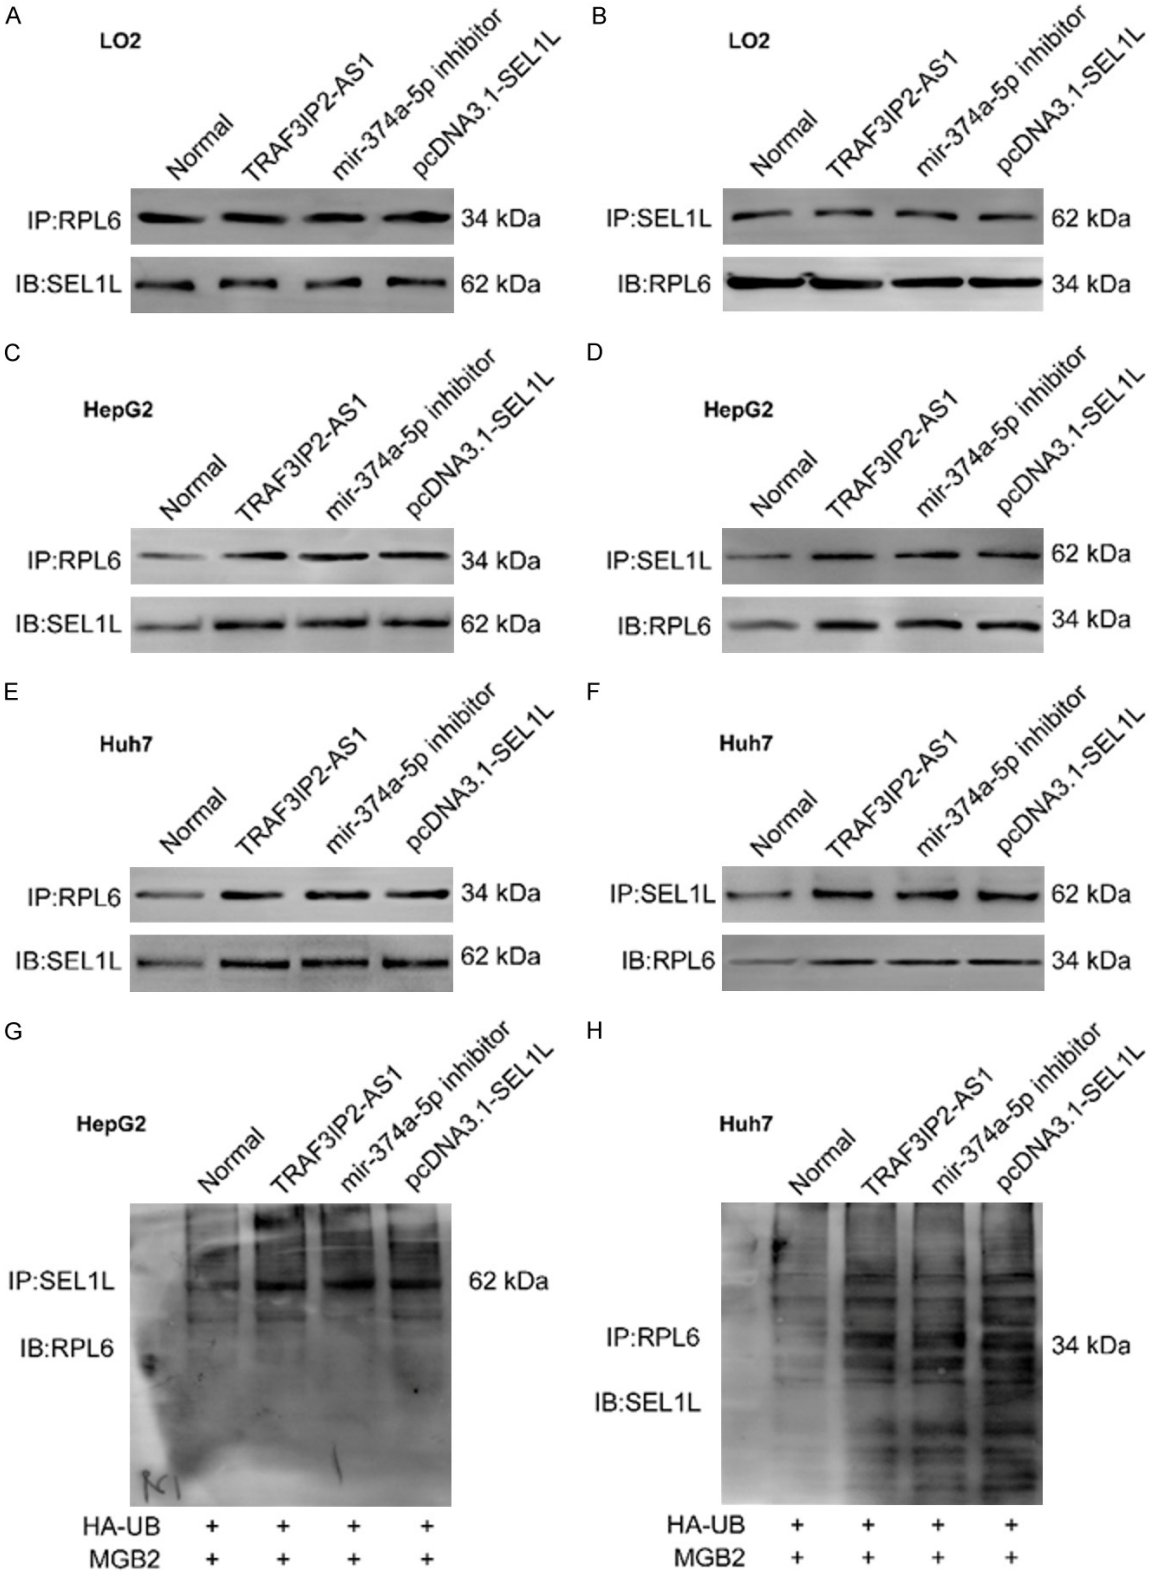 A
LO2
Normal
TRAF3IP2-AS1
mir-374a-5p inhibitor
pcDNA3.1-SEL1L
IP:RPL6
34 kDa
IB:SEL1L
62 kDa
B
LO2
Normal
TRAF3IP2-AS1
mir-374a-5p inhibitor
pcDNA3.1-SEL1L
IP:SEL1L
62 kDa
IB:RPL6
34 kDa
C
HepG2
Normal
TRAF3IP2-AS1
mir-374a-5p inhibitor
pcDNA3.1-SEL1L
IP:RPL6
34 kDa
IB:SEL1L
62 kDa
D
HepG2
Normal
TRAF3IP2-AS1
mir-374a-5p inhibitor
pcDNA3.1-SEL1L
IP:SEL1L
62 kDa
IB:RPL6
34 kDa
E
Huh7
Normal
TRAF3IP2-AS1
mir-374a-5p inhibitor
pcDNA3.1-SEL1L
IP:RPL6
34 kDa
IB:SEL1L
62 kDa
F
Huh7
Normal
TRAF3IP2-AS1
mir-374a-5p inhibitor
pcDNA3.1-SEL1L
IP:SEL1L
62 kDa
IB:RPL6
34 kDa
G
HepG2
Normal
TRAF3IP2-AS1
mir-374a-5p inhibitor
pcDNA3.1-SEL1L
IP:SEL1L
62 kDa
IB:RPL6
HA-UB + + + +
MGB2 + + + +
H
Huh7
Normal
TRAF3IP2-AS1
mir-374a-5p inhibitor
pcDNA3.1-SEL1L
IP:RPL6
34 kDa
IB:SEL1L
HA-UB + + + +
MGB2 + + + +